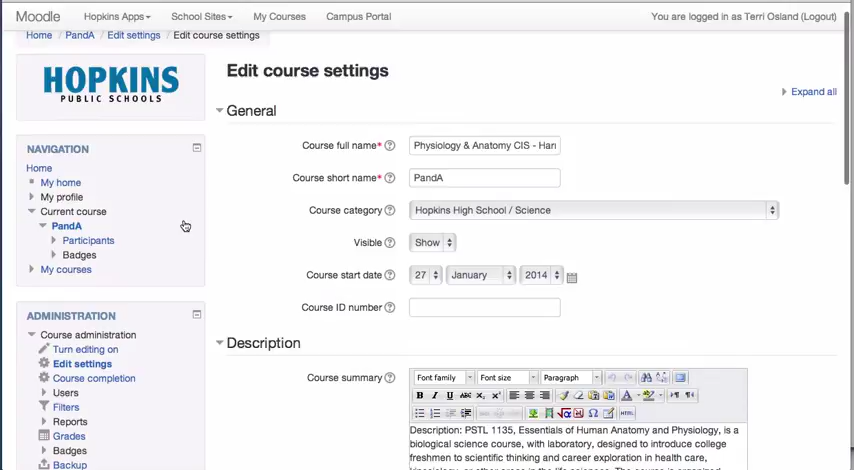 Moodle Hopkins Apps School Sites My Courses Campus Portal You are logged in as Terri Osland (Logout)
Home PandA Edit settings Edit course settings
HOPKINS
PUBLIC SCHOOLS
Edit course settings
Expand all
General
Course full name* Physiology & Anatomy CIS - Han
Course short name* PandA
Course category Hopkins High School / Science
Visible Show
Course start date 27 January 2014
Course ID number
NAVIGATION
Home
My home
My profile
Current course
PandA
Participants
Badges
My courses
ADMINISTRATION
Course administration
Turn editing on
Edit settings
Course completion
Users
Filters
Reports
Grades
Badges
Backup
Description
Course summary
Font family Font size Paragraph
B I U ABC x₂ x²
HTML
Description: PSTL 1135, Essentials of Human Anatomy and Physiology, is a
biological science course, with laboratory, designed to introduce college
freshmen to scientific thinking and career exploration in health care,